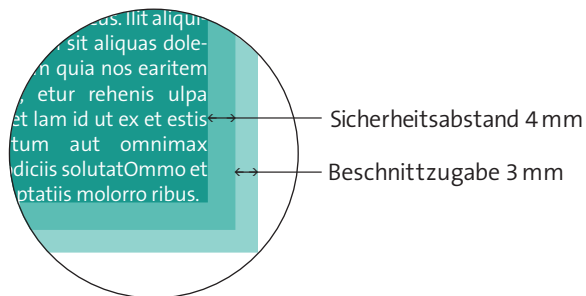 us. Ilit aliqui-
sit aliquas dole-
m quia nos earitem
etur rehenis ulpa
et lam id ut ex et estis
tum aut omnimax
diciis solutatOmmo et
ptatiis molorro ribus.
Sicherheitsabstand 4 mm
Beschnittzugabe 3 mm